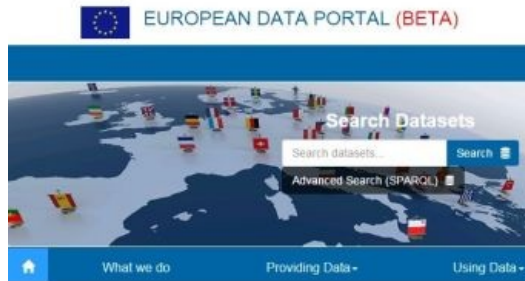 EUROPEAN DATA PORTAL (BETA)
Search Datasets
Search datasets...
Search
Advanced Search (SPARQL)
What we do
Providing Data
Using Data